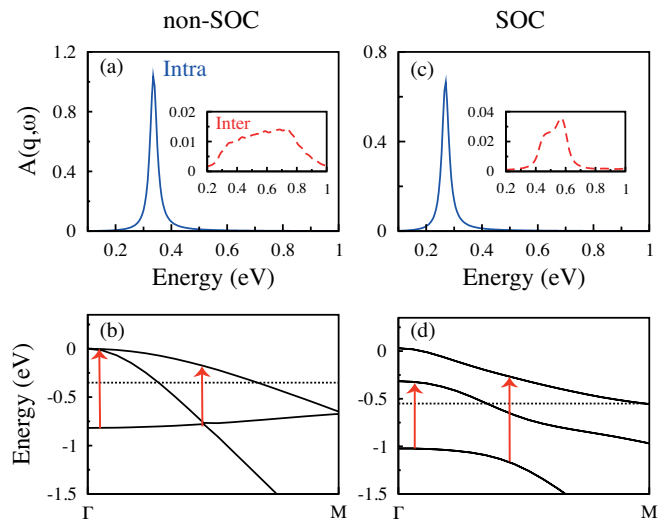 non-SOC SOC
(a) Intra
A(q,ω)
1.2
0.8
0.4
0
0.2 0.4 0.6 0.8 1
Energy (eV)
Inter
0.02
0.01
0
0.2 0.4 0.6 0.8 1
(c)
0.8
0.4
0
0.2 0.4 0.6 0.8 1
Energy (eV)
0.04
0.02
0
0.2 0.4 0.6 0.8 1
(b)
Energy (eV)
0
-0.5
-1
-1.5
Γ M
(d)
0
-0.5
-1
-1.5
Γ M